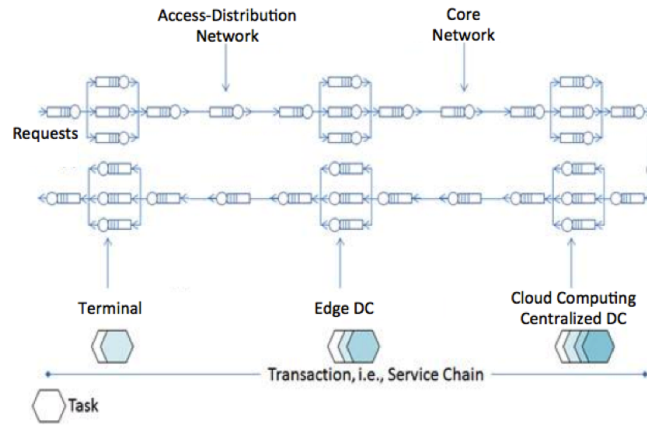 Access-Distribution
Network
Core
Network
Requests
Terminal
Edge DC
Cloud Computing
Centralized DC
Transaction, i.e., Service Chain
Task